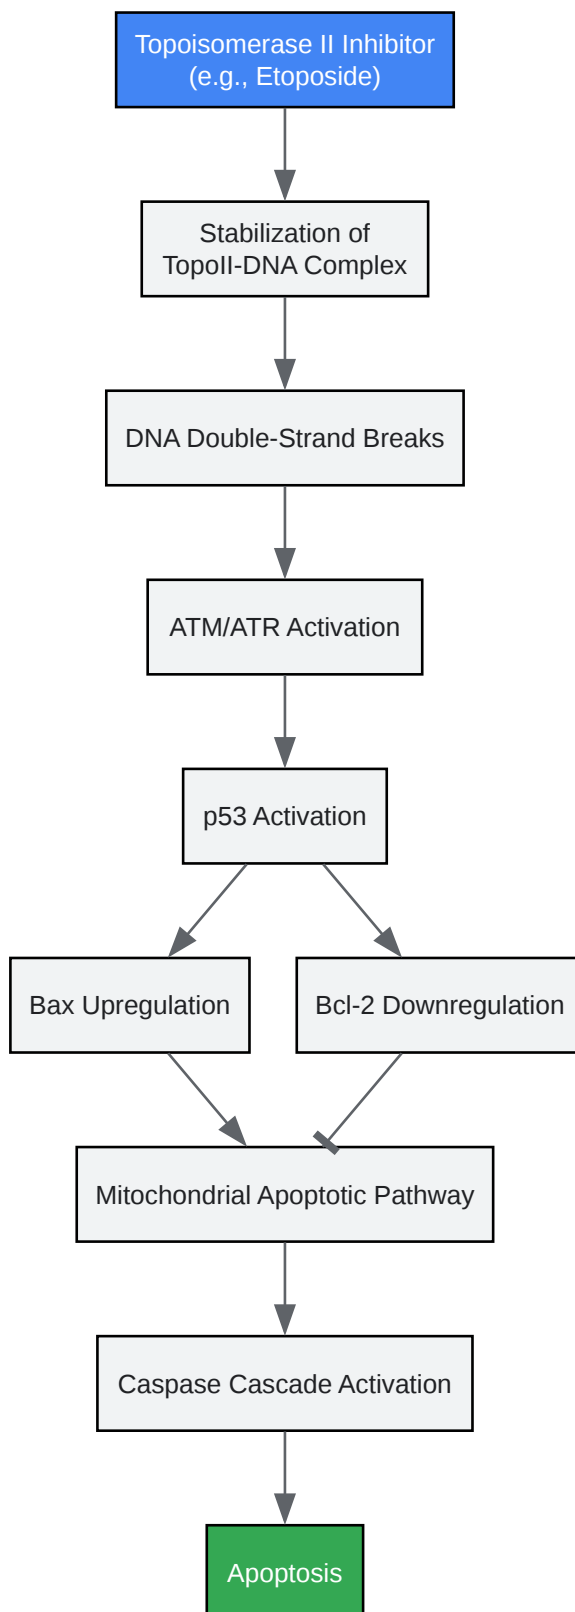 Topoisomerase II Inhibitor
(e.g., Etoposide)
Stabilization of
TopoII-DNA Complex
DNA Double-Strand Breaks
ATM/ATR Activation
p53 Activation
Bax Upregulation
Bcl-2 Downregulation
Mitochondrial Apoptotic Pathway
Caspase Cascade Activation
Apoptosis